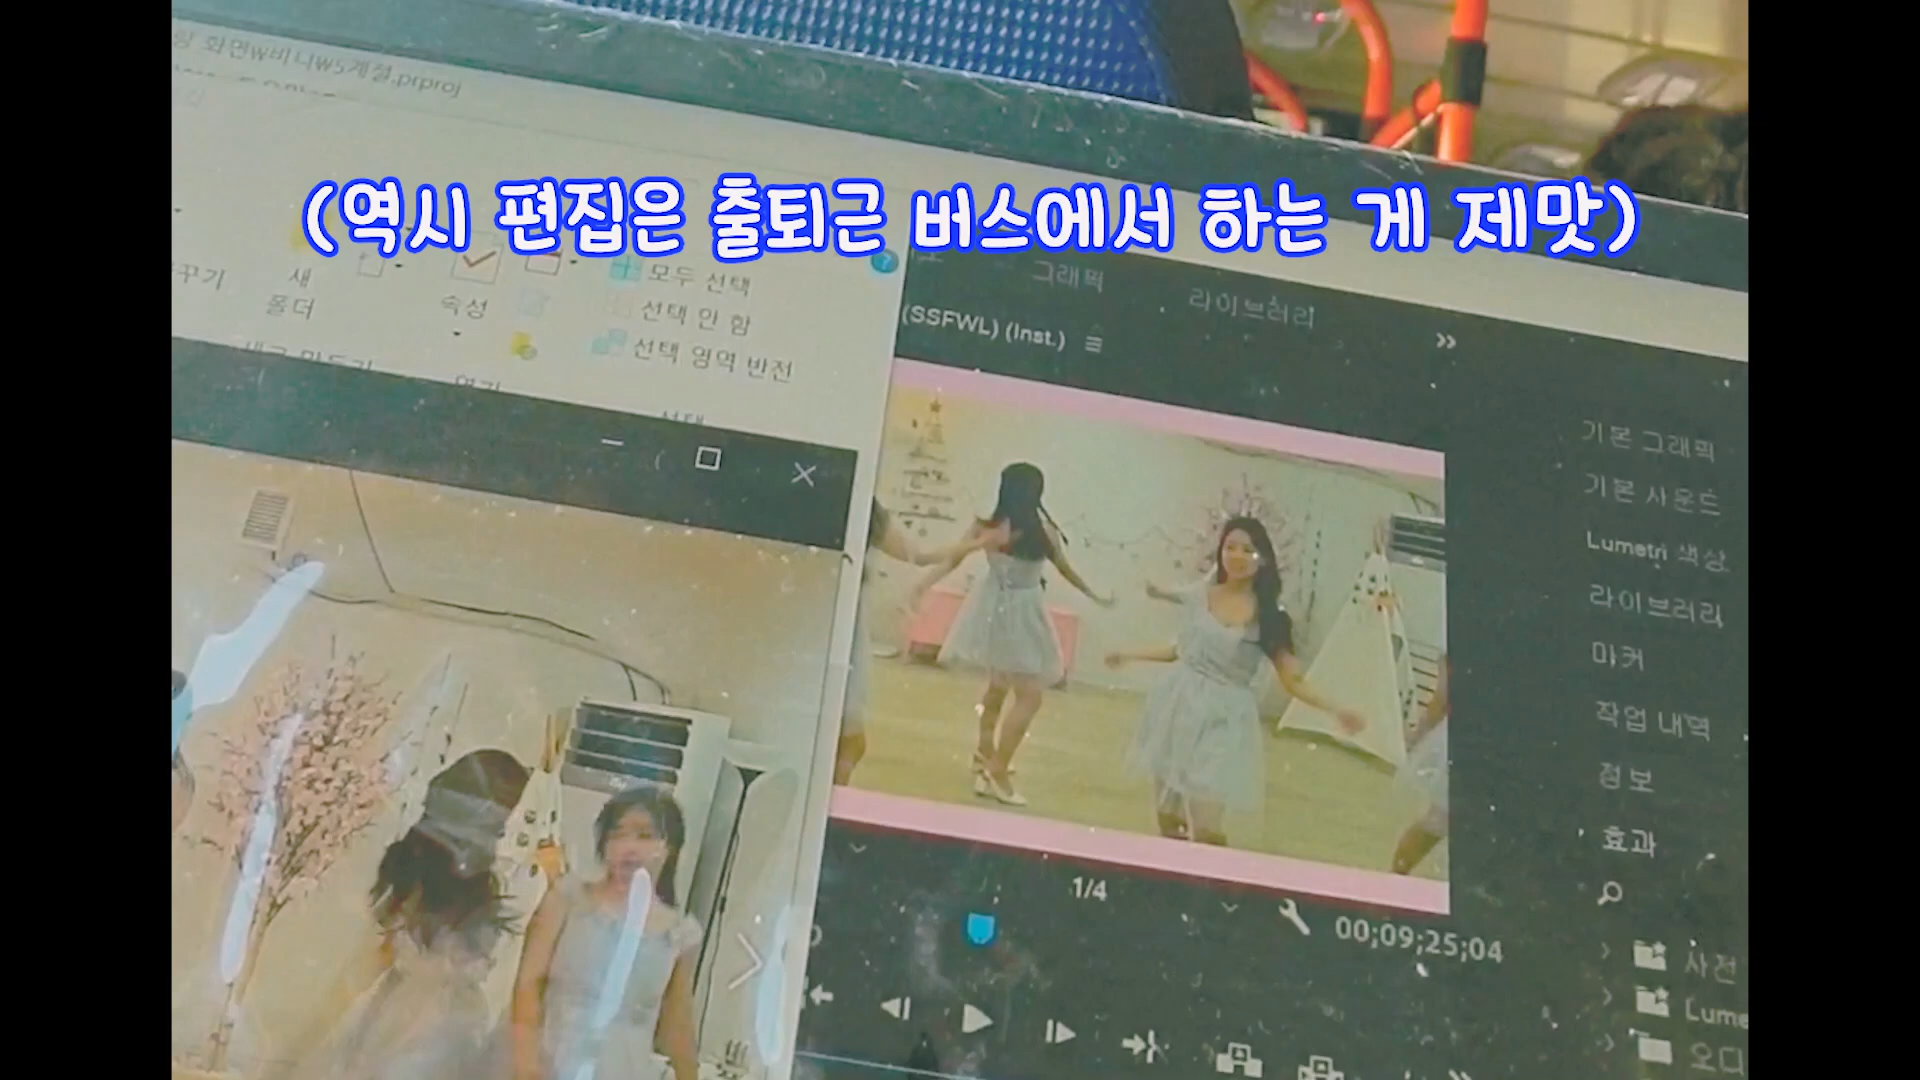 화면₩비니₩5계절.prproj
(역시 편집은 출퇴근 버스에서 하는 게 제맛)
새
폴더
속성
모두 선택
선택 안 함
선택 영역 반전
그래픽
라이브러리
(SSFWL) (Inst.)
기본 그래픽
기본 사운드
Lumetri 색상
라이브러리
마커
작업 내역
정보
효과
1/4
00;09;25;04
사전
Lume
오디